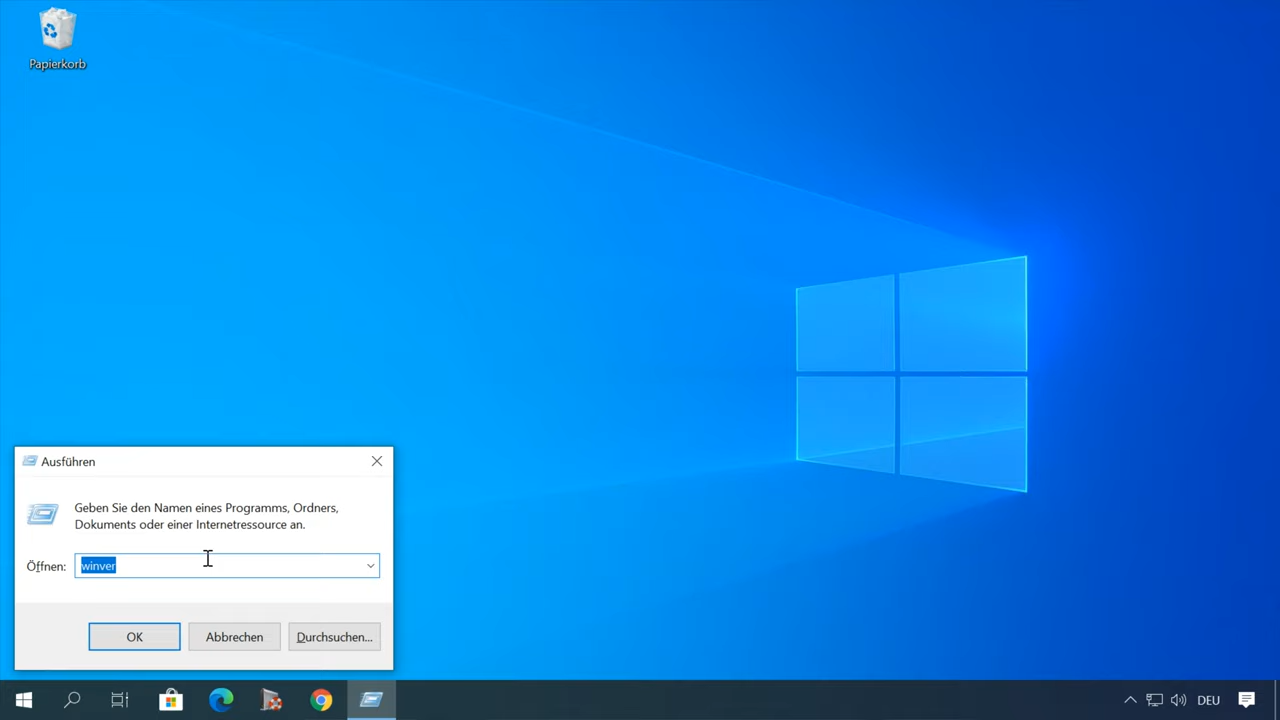 Papierkorb
Ausführen
Geben Sie den Namen eines Programms, Ordners,
Dokuments oder einer Internetressource an.
Öffnen: winver
OK Abbrechen Durchsuchen...
DEU